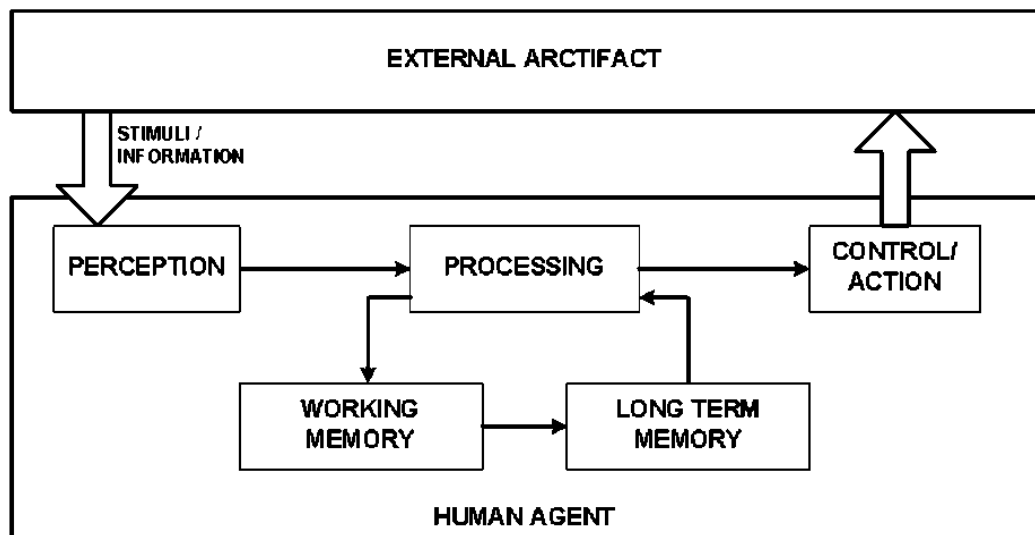 EXTERNAL ARCTIFACT
STIMULI /
INFORMATION
PERCEPTION
PROCESSING
CONTROL/
ACTION
WORKING
MEMORY
LONG TERM
MEMORY
HUMAN AGENT